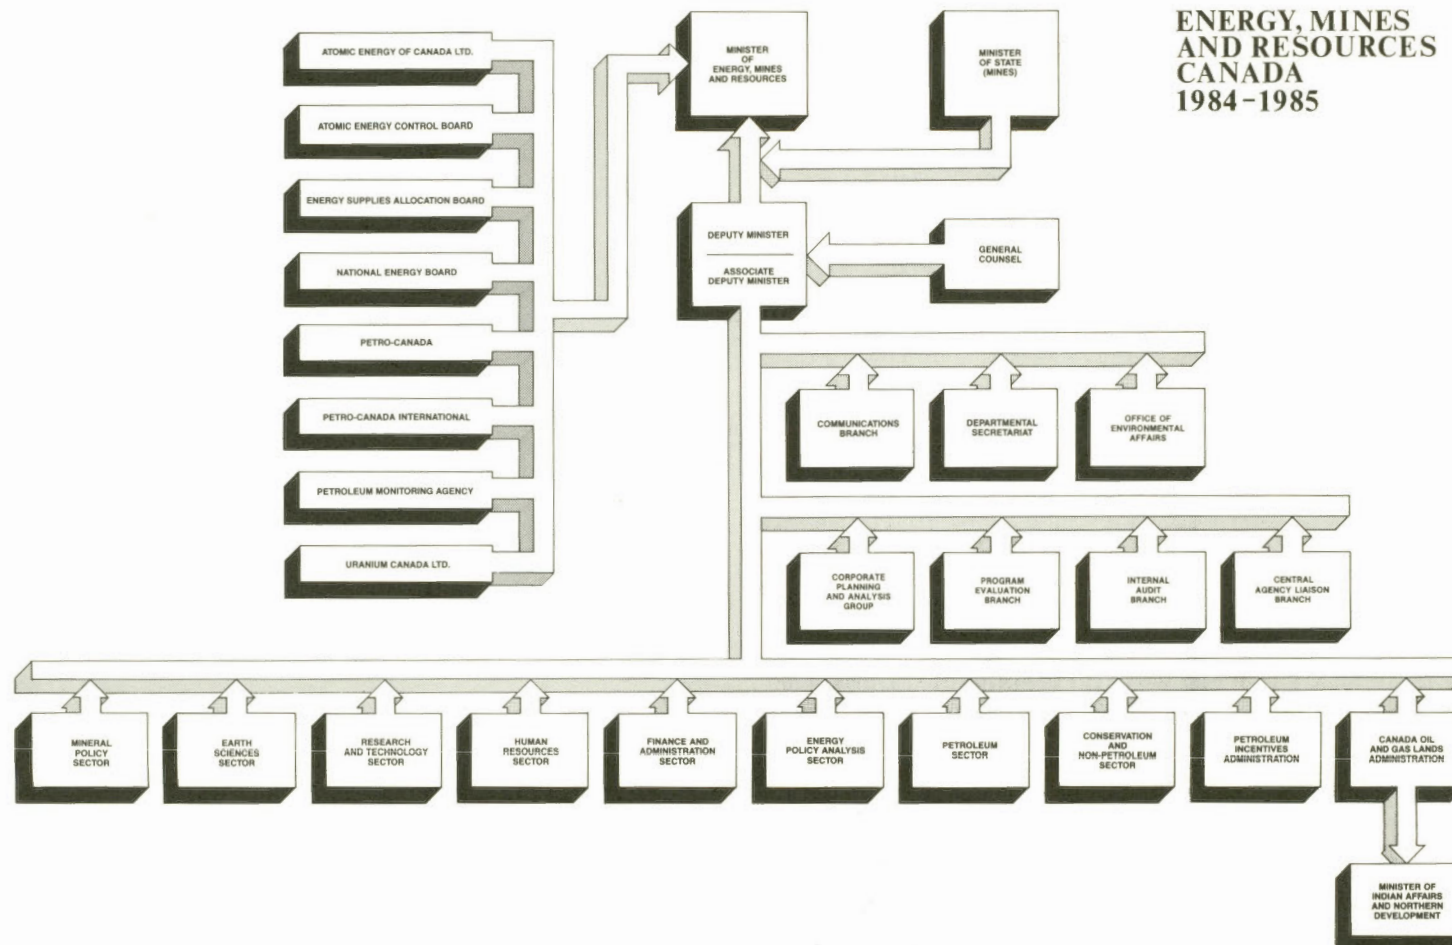 ENERGY, MINES
AND RESOURCES
CANADA
1984-1985
ATOMIC ENERGY OF CANADA LTD.
ATOMIC ENERGY CONTROL BOARD
ENERGY SUPPLIES ALLOCATION BOARD
NATIONAL ENERGY BOARD
PETRO-CANADA
PETRO-CANADA INTERNATIONAL
PETROLEUM MONITORING AGENCY
URANIUM CANADA LTD.
MINISTER
OF
ENERGY, MINES
AND RESOURCES
MINISTER
OF STATE
(MINES)
DEPUTY MINISTER
ASSOCIATE
DEPUTY MINISTER
GENERAL
COUNSEL
COMMUNICATIONS
BRANCH
DEPARTMENTAL
SECRETARIAT
OFFICE OF
ENVIRONMENTAL
AFFAIRS
CORPORATE
PLANNING
AND ANALYSIS
GROUP
PROGRAM
EVALUATION
BRANCH
INTERNAL
AUDIT
BRANCH
CENTRAL
AGENCY LIAISON
BRANCH
MINERAL
POLICY
SECTOR
EARTH
SCIENCES
SECTOR
RESEARCH
AND TECHNOLOGY
SECTOR
HUMAN
RESOURCES
SECTOR
FINANCE AND
ADMINISTRATION
SECTOR
ENERGY
POLICY ANALYSIS
SECTOR
PETROLEUM
SECTOR
CONSERVATION
AND
NON-PETROLEUM
SECTOR
PETROLEUM
INCENTIVES
ADMINISTRATION
CANADA OIL
AND GAS LANDS
ADMINISTRATION
MINISTER OF
INDIAN AFFAIRS
AND NORTHERN
DEVELOPMENT